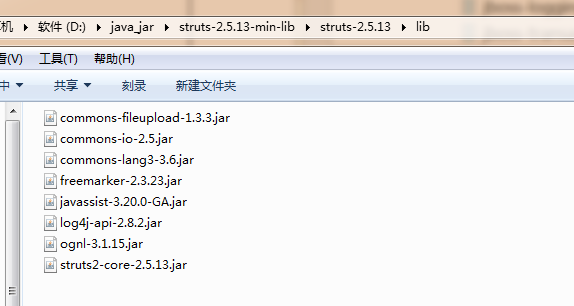 机 ▸ 软件 (D:) ▸ java_jar ▸ struts-2.5.13-min-lib ▸ struts-2.5.13 ▸ lib
看(V) 工具(T) 帮助(H)
中 ▾ 共享 ▾ 刻录 新建文件夹
commons-fileupload-1.3.3.jar
commons-io-2.5.jar
commons-lang3-3.6.jar
freemarker-2.3.23.jar
javassist-3.20.0-GA.jar
log4j-api-2.8.2.jar
ognl-3.1.15.jar
struts2-core-2.5.13.jar